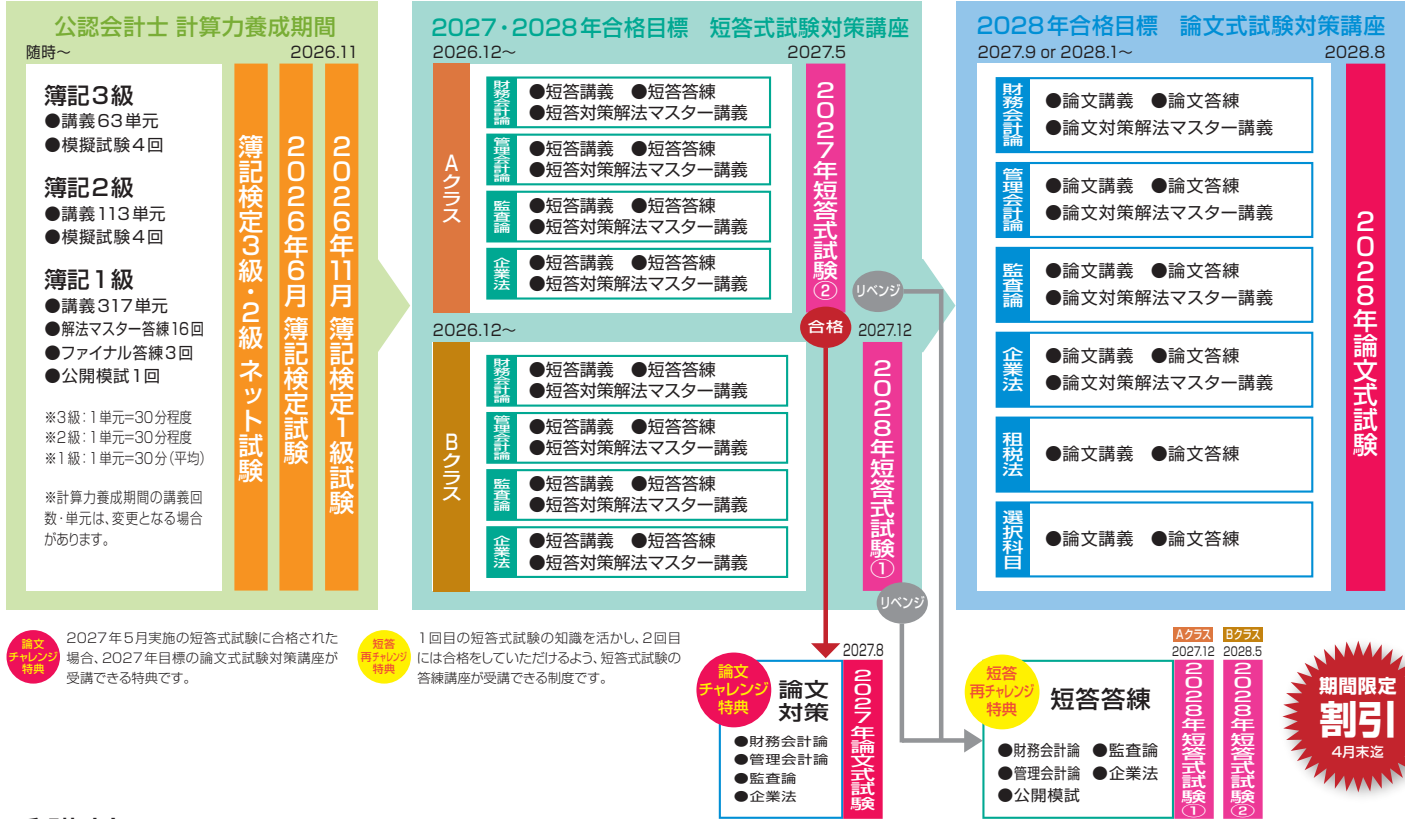 公認会計士 計算力養成期間
随時～ 2026.11
簿記3級
●講義63単元
●模擬試験4回
簿記2級
●講義113単元
●模擬試験4回
簿記1級
●講義317単元
●解法マスター答練16回
●ファイナル答練3回
●公開模試1回
※3級：1単元=30分程度
※2級：1単元=30分程度
※1級：1単元=30分（平均）
※計算力養成期間の講義回
数・単元は、変更となる場合
があります。
簿記検定3級・2級 ネット試験
2026年6月 簿記検定試験
2026年11月 簿記検定1級試験
2027・2028年合格目標 短答式試験対策講座
2026.12～ 2027.5
Aクラス
財務会計論
●短答講義 ●短答答練
●短答対策解法マスター講義
管理会計論
●短答講義 ●短答答練
●短答対策解法マスター講義
監査論
●短答講義 ●短答答練
●短答対策解法マスター講義
企業法
●短答講義 ●短答答練
●短答対策解法マスター講義
2027年短答式試験②
リベンジ
合格
2026.12～ 2027.12
Bクラス
財務会計論
●短答講義 ●短答答練
●短答対策解法マスター講義
管理会計論
●短答講義 ●短答答練
●短答対策解法マスター講義
監査論
●短答講義 ●短答答練
●短答対策解法マスター講義
企業法
●短答講義 ●短答答練
●短答対策解法マスター講義
2028年短答式試験①
リベンジ
2028年合格目標 論文式試験対策講座
2027.9 or 2028.1～ 2028.8
財務会計論
●論文講義 ●論文答練
●論文対策解法マスター講義
管理会計論
●論文講義 ●論文答練
●論文対策解法マスター講義
監査論
●論文講義 ●論文答練
●論文対策解法マスター講義
企業法
●論文講義 ●論文答練
●論文対策解法マスター講義
租税法
●論文講義 ●論文答練
選択科目
●論文講義 ●論文答練
2028年論文式試験
論文
チャレンジ
特典
2027年5月実施の短答式試験に合格された
場合、2027年目標の論文式試験対策講座が
受講できる特典です。
短答
再チャレンジ
特典
1回目の短答式試験の知識を活かし、2回目
には合格をしていただけるよう、短答式試験の
答練講座が受講できる制度です。
論文
チャレンジ
特典
論文
対策
●財務会計論
●管理会計論
●監査論
●企業法
2027.8
2027年論文式試験
短答
再チャレンジ
特典
短答答練
●財務会計論 ●監査論
●管理会計論 ●企業法
●公開模試
Aクラス
2027.12
2028年短答式試験①
Bクラス
2028.5
2028年短答式試験②
期間限定
割引
4月末迄